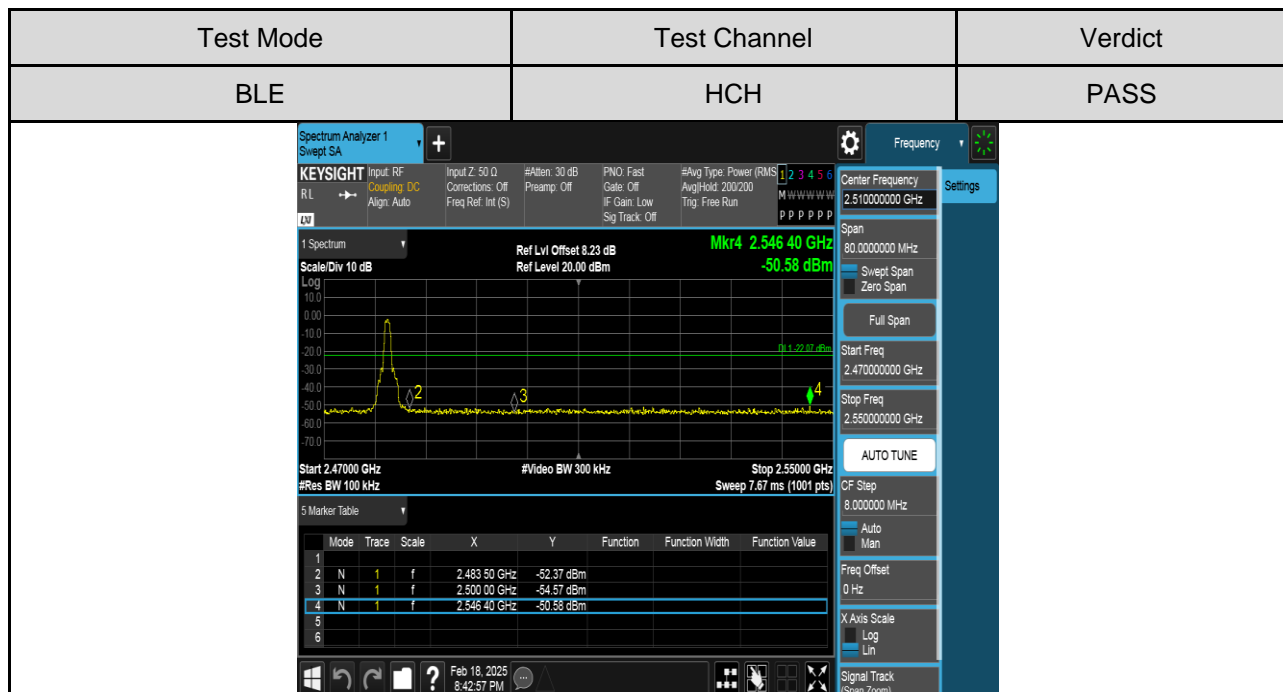 Test Mode Test Channel Verdict
BLE HCH PASS
Spectrum Analyzer 1
Swept SA
+
Frequency
KEYSIGHT Input: RF Input Z: 50 Ω #Atten: 30 dB PNO: Fast #Avg Type: Power (RMS 1 2 3 4 5 6
RL Coupling: DC Corrections: Off Preamp: Off Gate: Off Avg|Hold: 200/200 M W W W W W
Align: Auto Freq Ref: Int (S) IF Gain: Low Trig: Free Run
LXI Sig Track: Off P P P P P P
Center Frequency
2.510000000 GHz
Settings
Span
80.0000000 MHz
Swept Span
Zero Span
Full Span
Start Freq
2.470000000 GHz
Stop Freq
2.550000000 GHz
AUTO TUNE
CF Step
8.000000 MHz
Auto
Man
Freq Offset
0 Hz
X Axis Scale
Log
Lin
Signal Track
(Span Zoom)
1 Spectrum
Ref Lvl Offset 8.23 dB
Mkr4 2.546 40 GHz
Scale/Div 10 dB Ref Level 20.00 dBm -50.58 dBm
Log
10.0
0.00
-10.0
-20.0
DL1 -22.07 dBm
-30.0
-40.0
2 3 4
-50.0
-60.0
-70.0
Start 2.47000 GHz #Video BW 300 kHz Stop 2.55000 GHz
#Res BW 100 kHz Sweep 7.67 ms (1001 pts)
5 Marker Table
Mode Trace Scale X Y Function Function Width Function Value
1
2 N 1 f 2.483 50 GHz -52.37 dBm
3 N 1 f 2.500 00 GHz -54.57 dBm
4 N 1 f 2.546 40 GHz -50.58 dBm
5
6
? Feb 18, 2025
8:42:57 PM